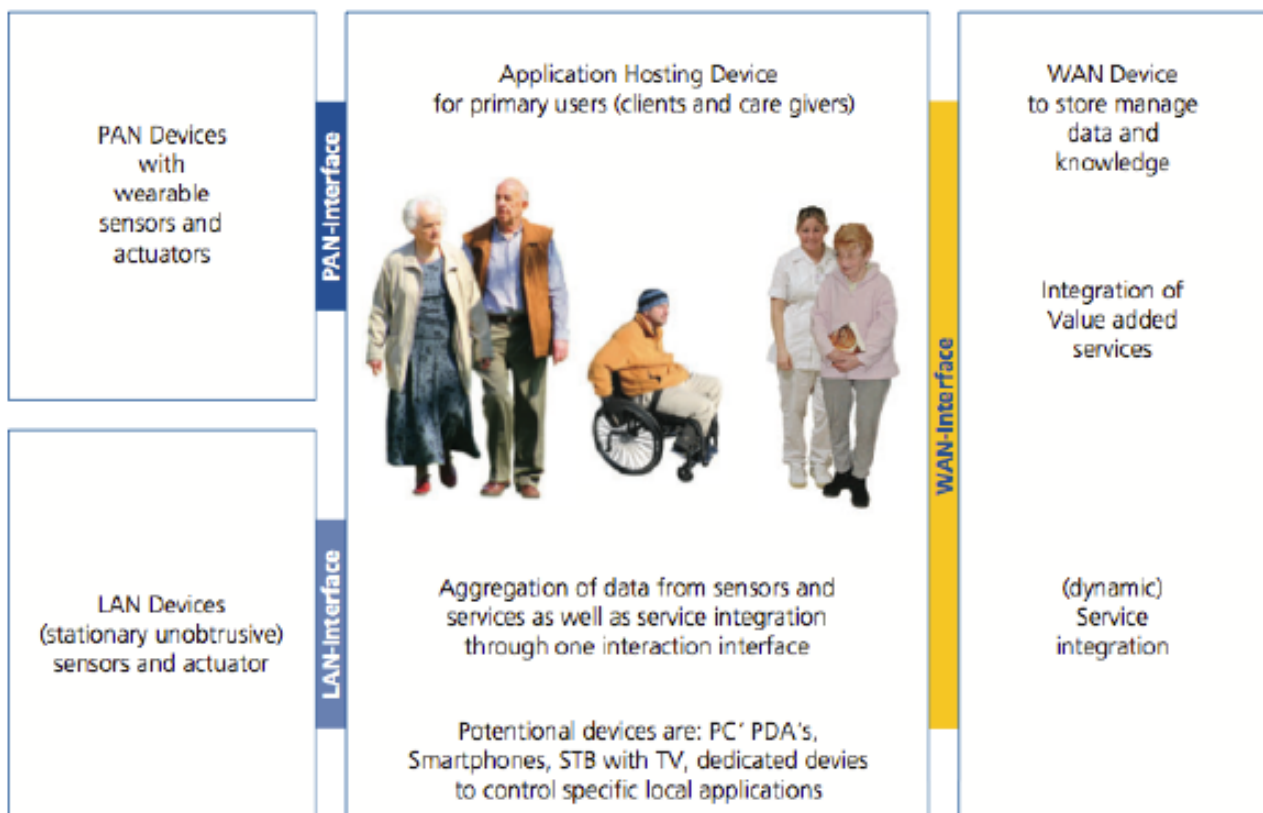 PAN Devices
with
wearable
sensors and
actuators
PAN-Interface
LAN Devices
(stationary unobtrusive)
sensors and actuator
LAN-Interface
Application Hosting Device
for primary users (clients and care givers)
Aggregation of data from sensors and
services as well as service integration
through one interaction interface
Potentional devices are: PC´ PDA's,
Smartphones, STB with TV, dedicated devies
to control specific local applications
WAN-Interface
WAN Device
to store manage
data and
knowledge
Integration of
Value added
services
(dynamic)
Service
integration